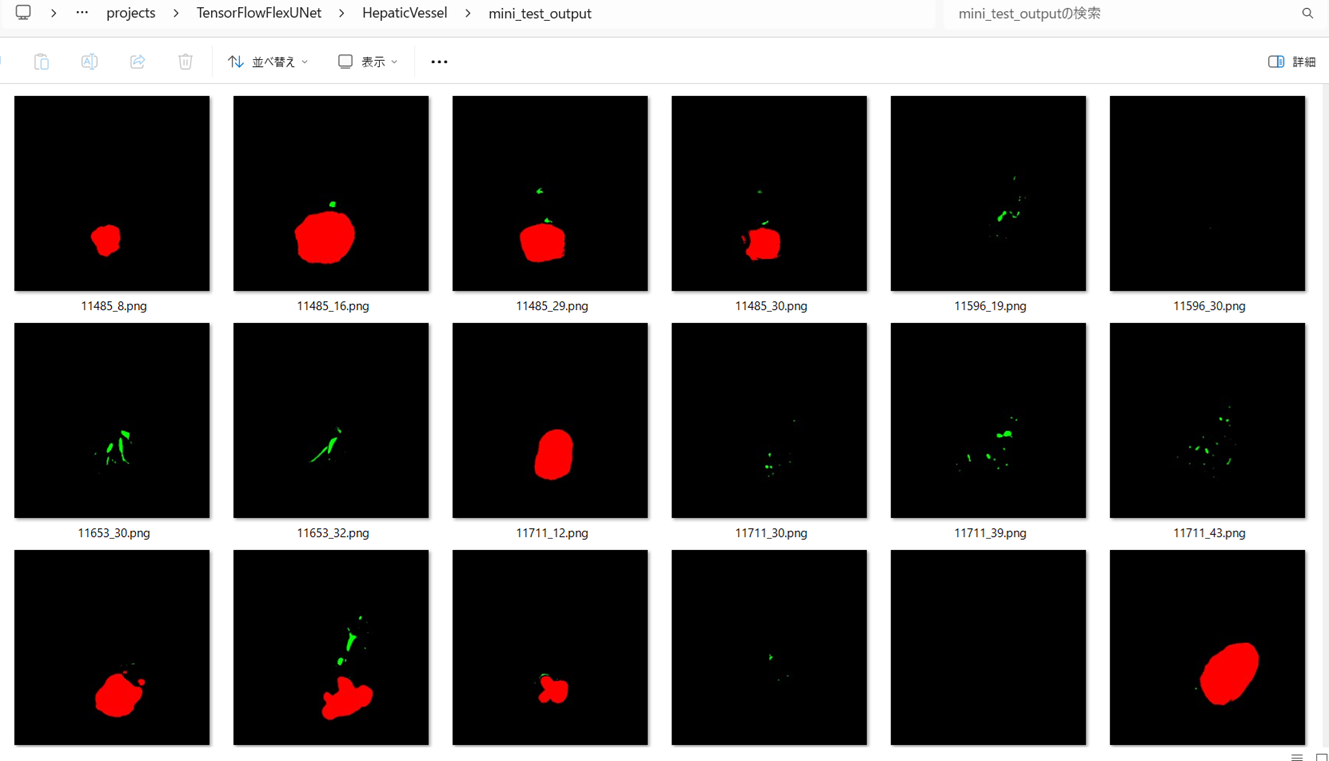 projects > TensorFlowFlexUNet > HepaticVessel > mini_test_output
mini_test_outputの検索
並べ替え 表示 詳細
11485_8.png 11485_16.png 11485_29.png 11485_30.png 11596_19.png 11596_30.png
11653_30.png 11653_32.png 11711_12.png 11711_30.png 11711_39.png 11711_43.png